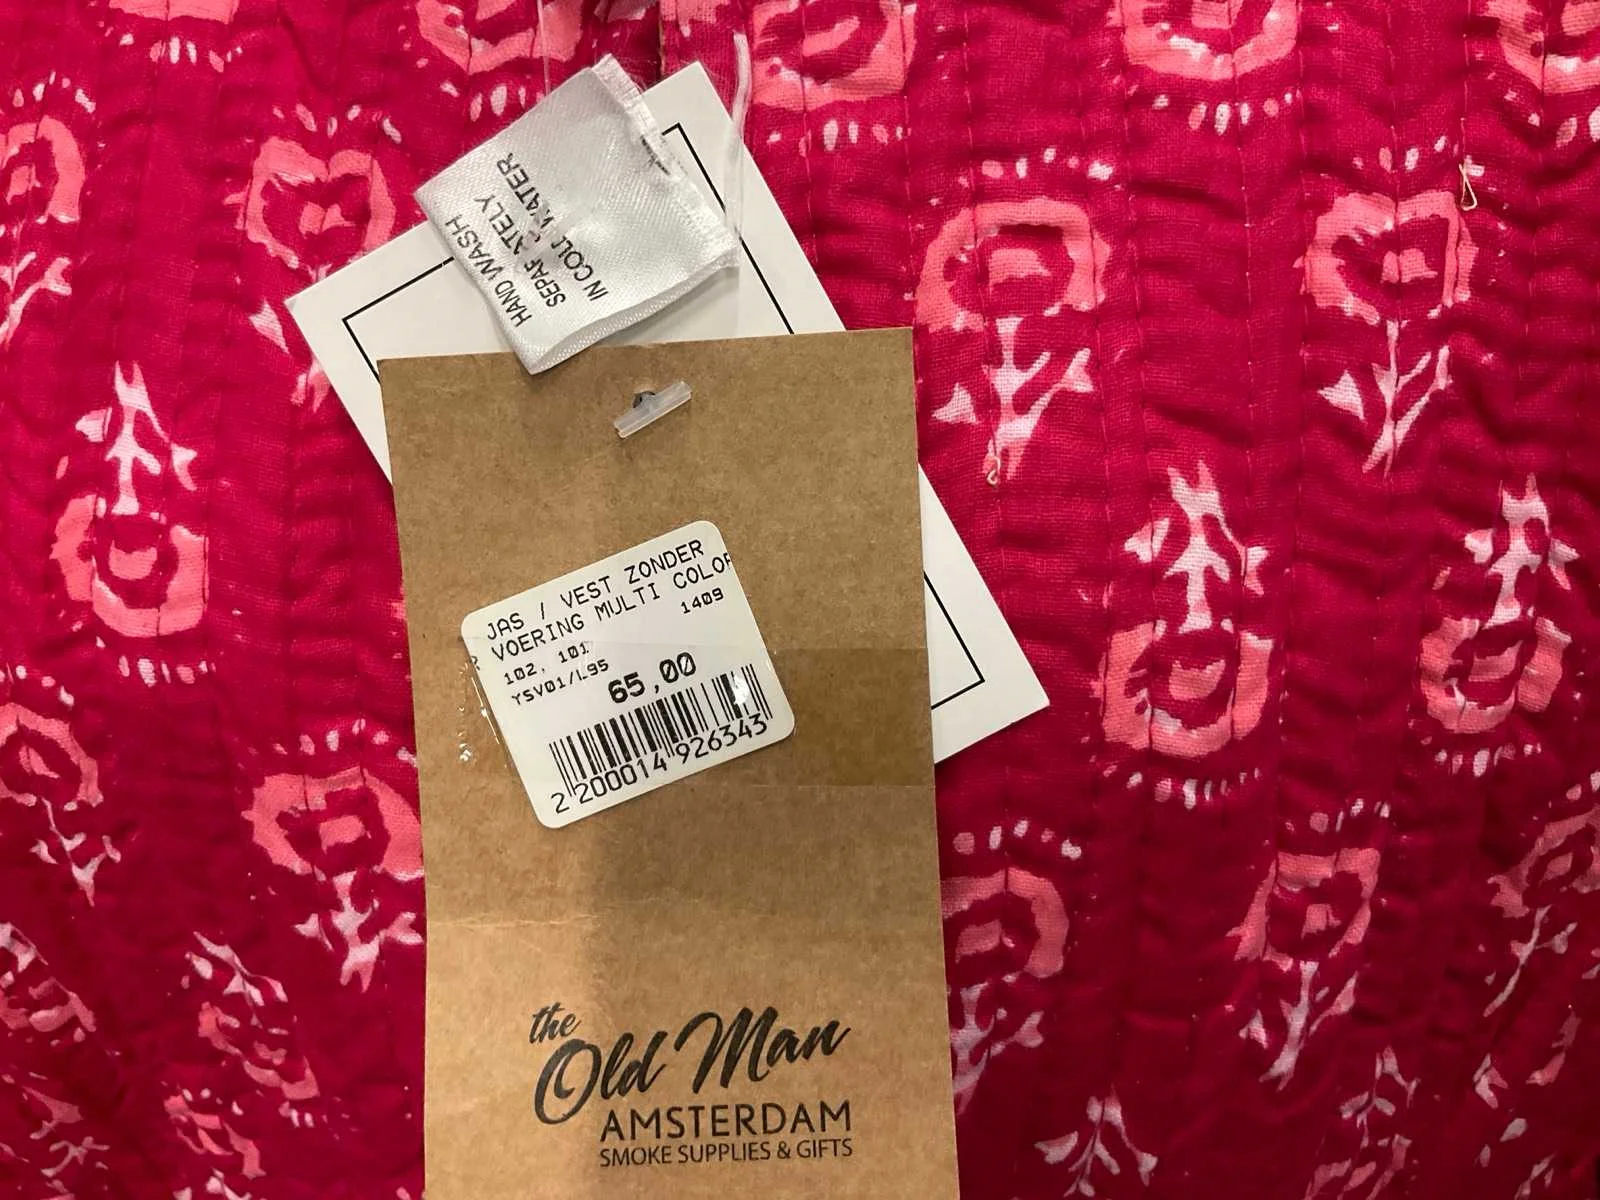 HAND WASH
SEPARATELY
IN COLD WATER
JAS / VEST ZONDER
VOERING MULTI COLOR
1409
102, 101
YSV01/L95
65,00
2 200014 926343
the
Old Man
AMSTERDAM
SMOKE SUPPLIES & GIFTS